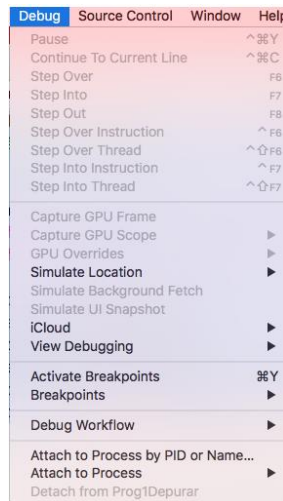 Debug Source Control Window Help
Pause ^⌘Y
Continue To Current Line ^⌘C
Step Over F6
Step Into F7
Step Out F8
Step Over Instruction ^F6
Step Over Thread ^⇧F6
Step Into Instruction ^F7
Step Into Thread ^⇧F7
Capture GPU Frame
Capture GPU Scope
GPU Overrides
Simulate Location
Simulate Background Fetch
Simulate UI Snapshot
iCloud
View Debugging
Activate Breakpoints ⌘Y
Breakpoints
Debug Workflow
Attach to Process by PID or Name...
Attach to Process
Detach from Prog1Depurar